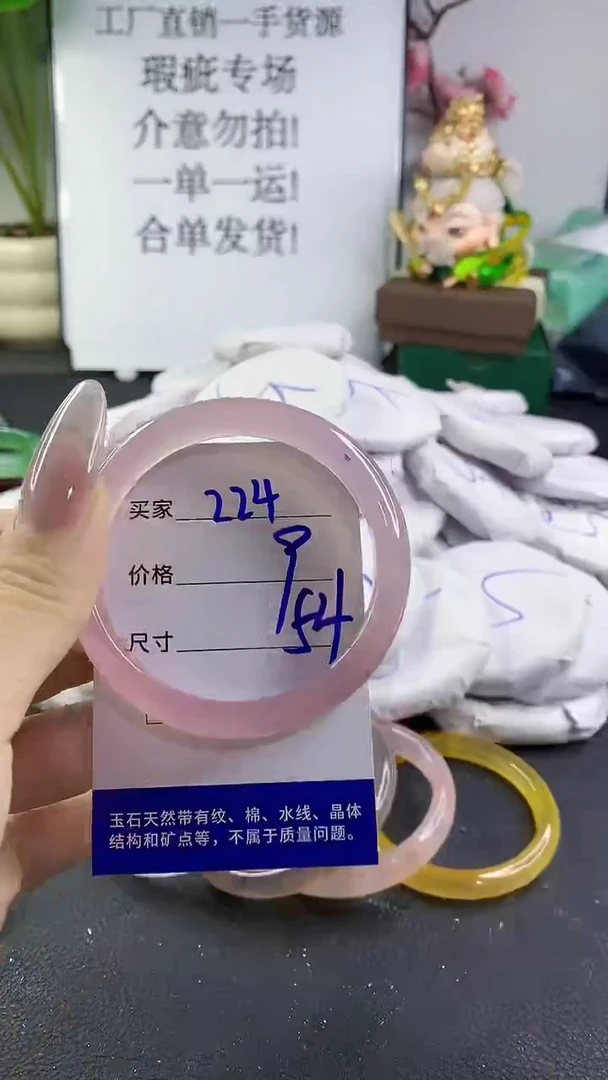 工厂直销一手货源
瑕疵专场
介意勿拍!
一单一运!
合单发货!
买家 224
价格
尺寸 54
玉石天然带有纹、棉、水线、晶体
结构和矿点等，不属于质量问题。